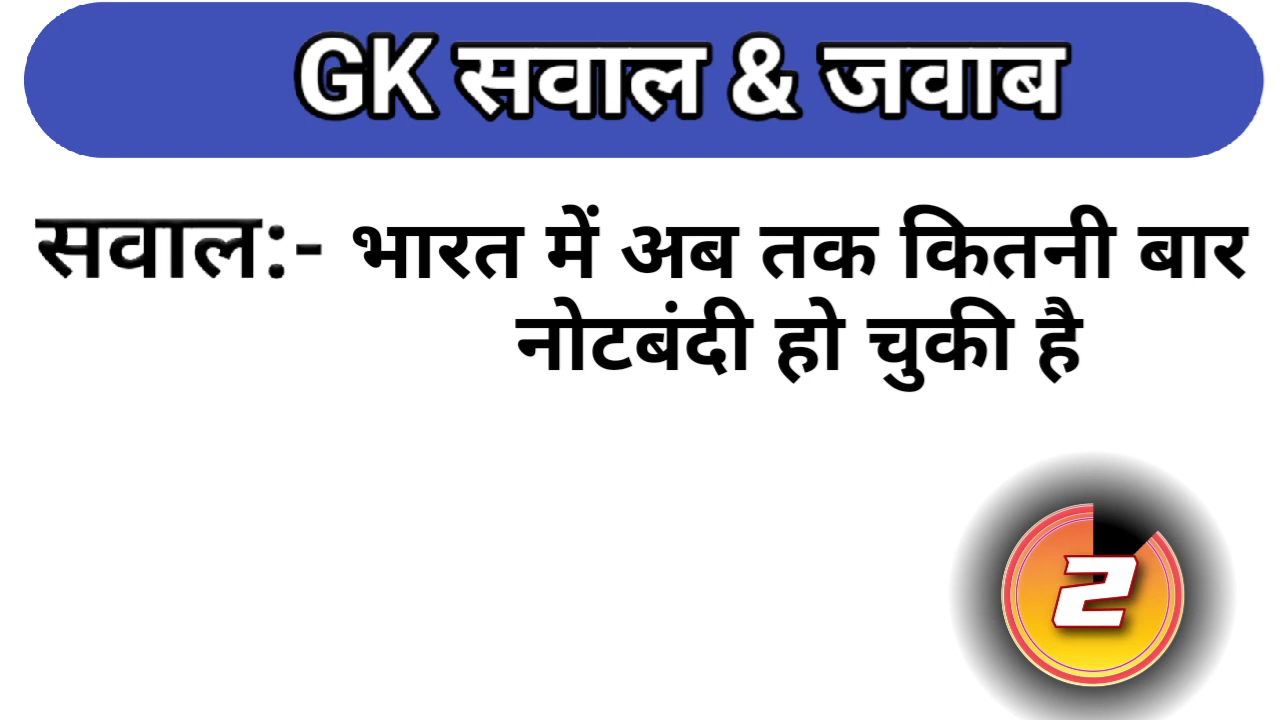 GK सवाल & जवाब
सवाल:- भारत में अब तक कितनी बार
नोटबंदी हो चुकी है
2